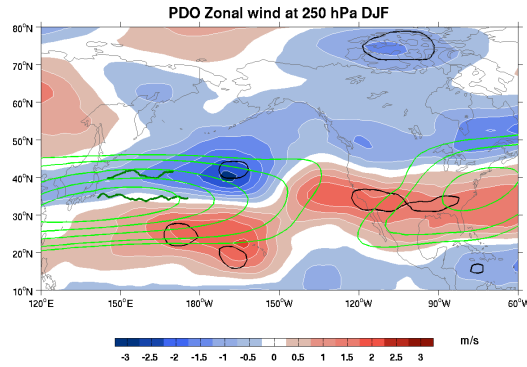 PDO Zonal wind at 250 hPa DJF
80°N
70°N
60°N
50°N
40°N
30°N
20°N
10°N
120°E 150°E 180°W 150°W 120°W 90°W 60°W
-3 -2.5 -2 -1.5 -1 -0.5 0 0.5 1 1.5 2 2.5 3 m/s